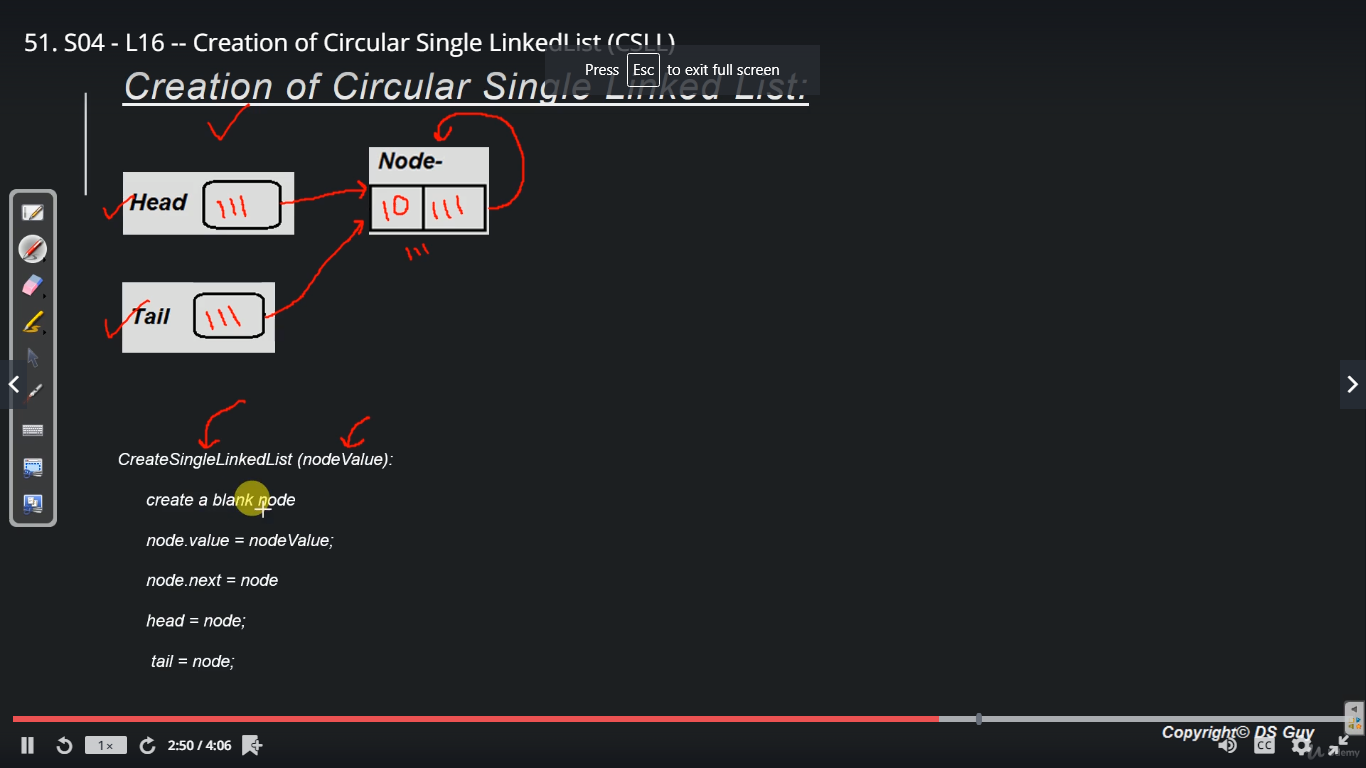 51. S04 - L16 -- Creation of Circular Single LinkedList (CSLL)
Press Esc to exit full screen
Creation of Circular Single Linked List:
Node-
Head 111
10 111
111
Tail 111
CreateSingleLinkedList (nodeValue):
create a blank node
node.value = nodeValue;
node.next = node
head = node;
tail = node;
Copyright© DS Guy
1x
2:50 / 4:06
CC